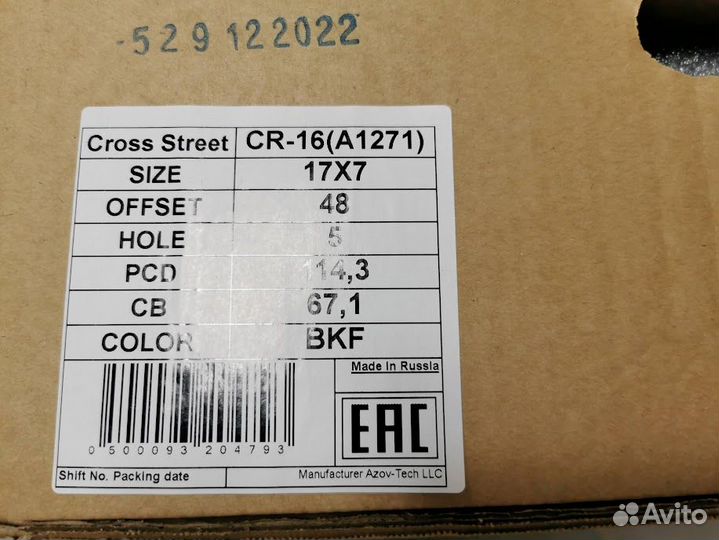 -529 122022
Cross Street CR-16(A1271)
SIZE 17X7
OFFSET 48
HOLE 5
PCD 114,3
CB 67,1
COLOR BKF
Made In Russia
EAC
0 500093 204793
Shift No. Packing date
Manufacturer Azov-Tech LLC
Avito